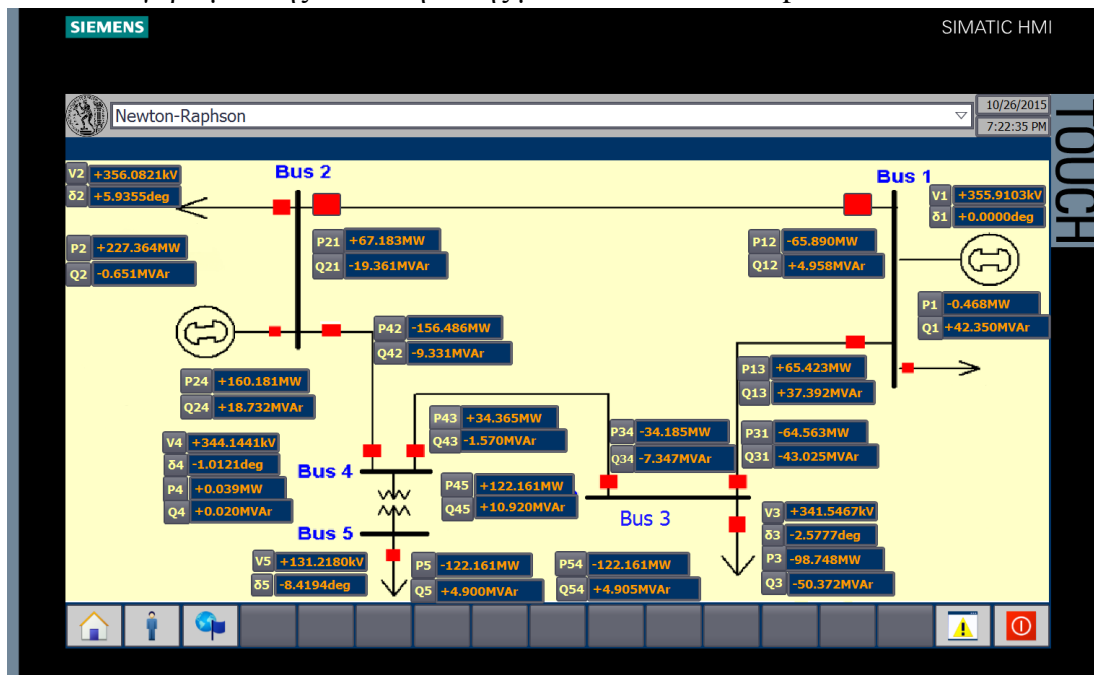 SIEMENS
SIMATIC HMI
TOUCH
Newton-Raphson
10/26/2015
7:22:35 PM
V2 +356.0821kV
δ2 +5.9355deg
Bus 2
Bus 1
V1 +355.9103kV
δ1 +0.0000deg
P2 +227.364MW
Q2 -0.651MVAr
P21 +67.183MW
Q21 -19.361MVAr
P12 -65.890MW
Q12 +4.958MVAr
P1 -0.468MW
Q1 +42.350MVAr
P42 -156.486MW
Q42 -9.331MVAr
P24 +160.181MW
Q24 +18.732MVAr
P13 +65.423MW
Q13 +37.392MVAr
P43 +34.365MW
Q43 -1.570MVAr
P34 -34.185MW
Q34 -7.347MVAr
P31 -64.563MW
Q31 -43.025MVAr
V4 +344.1441kV
δ4 -1.0121deg
P4 +0.039MW
Q4 +0.020MVAr
Bus 4
P45 +122.161MW
Q45 +10.920MVAr
Bus 3
V3 +341.5467kV
δ3 -2.5777deg
P3 -98.748MW
Q3 -50.372MVAr
Bus 5
V5 +131.2180kV
δ5 -8.4194deg
P5 -122.161MW
Q5 +4.900MVAr
P54 -122.161MW
Q54 +4.905MVAr